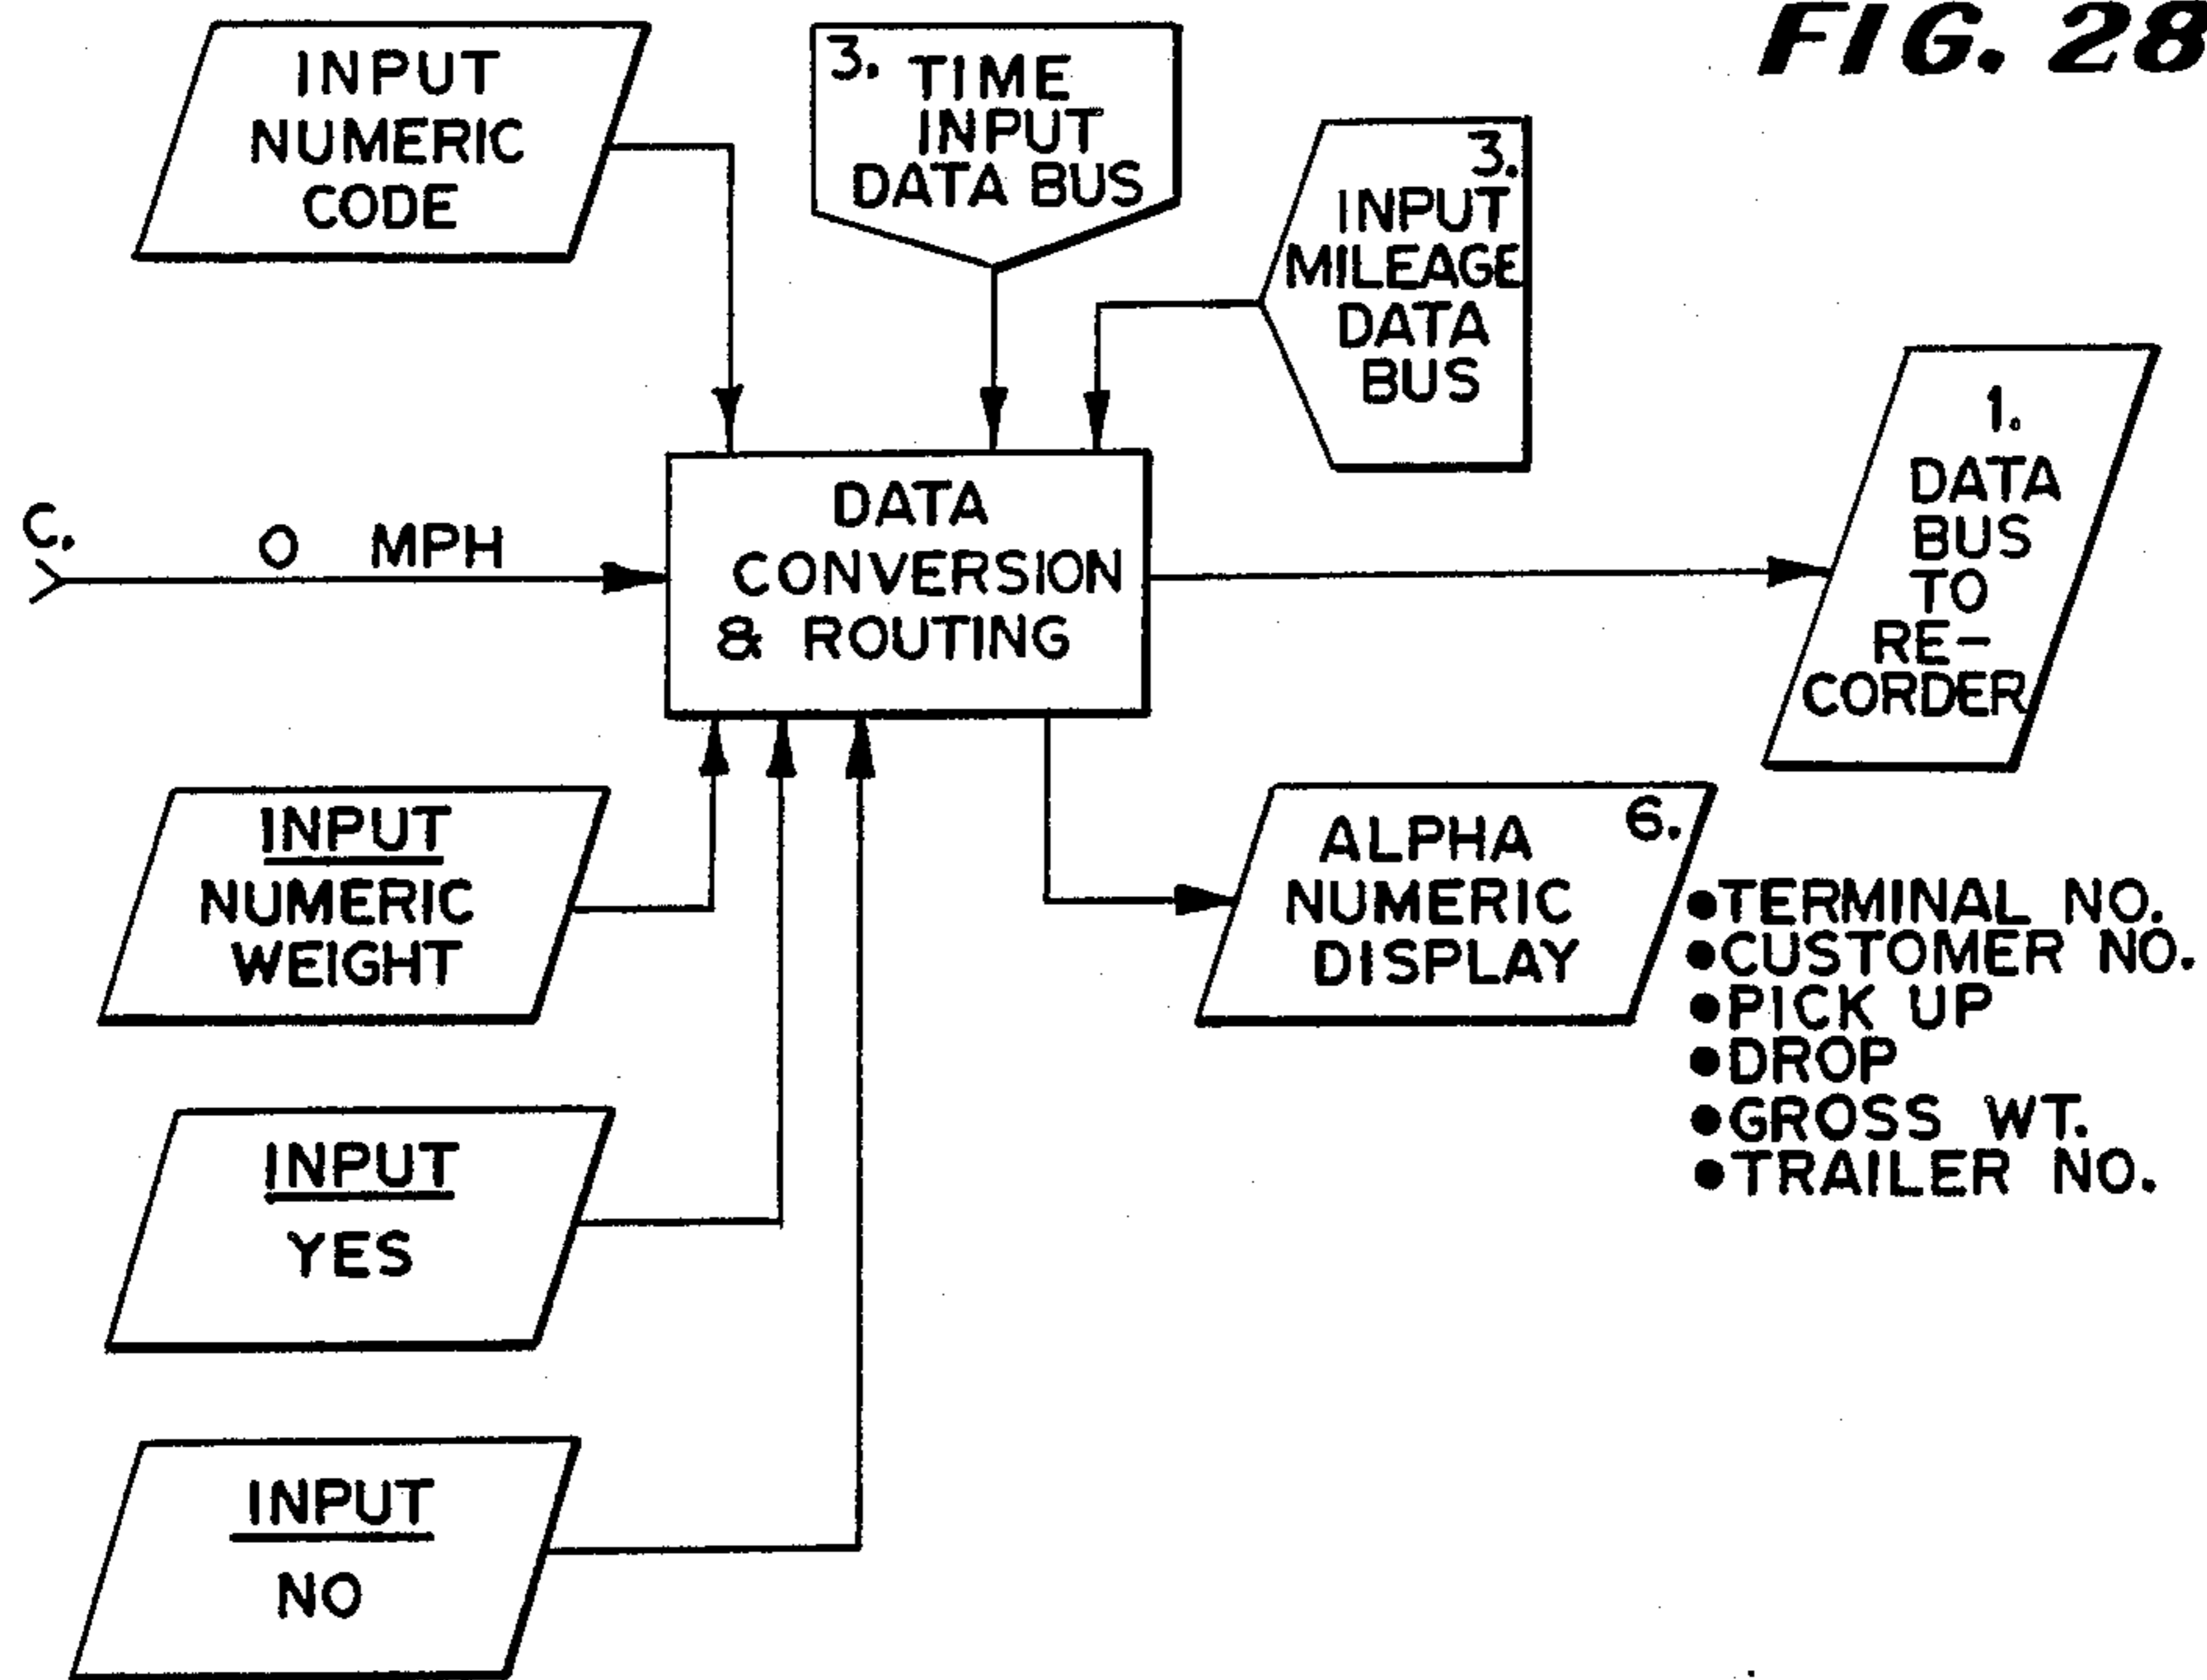 FIG. 28
INPUT
NUMERIC
CODE
3. TIME
INPUT
DATA BUS
3.
INPUT
MILEAGE
DATA
BUS
1.
DATA
BUS
TO
RE-
CORDER
C. O MPH
DATA
CONVERSION
& ROUTING
INPUT
NUMERIC
WEIGHT
ALPHA 6.
NUMERIC
DISPLAY
●TERMINAL NO.
●CUSTOMER NO.
●PICK UP
●DROP
●GROSS WT.
●TRAILER NO.
INPUT
YES
INPUT
NO